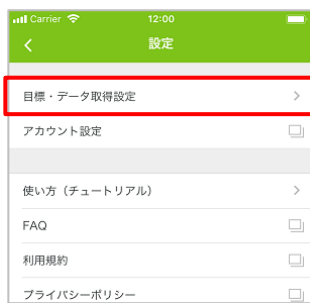 Carrier 12:00
設定
目標・データ取得設定
アカウント設定
使い方（チュートリアル）
FAQ
利用規約
プライバシーポリシー